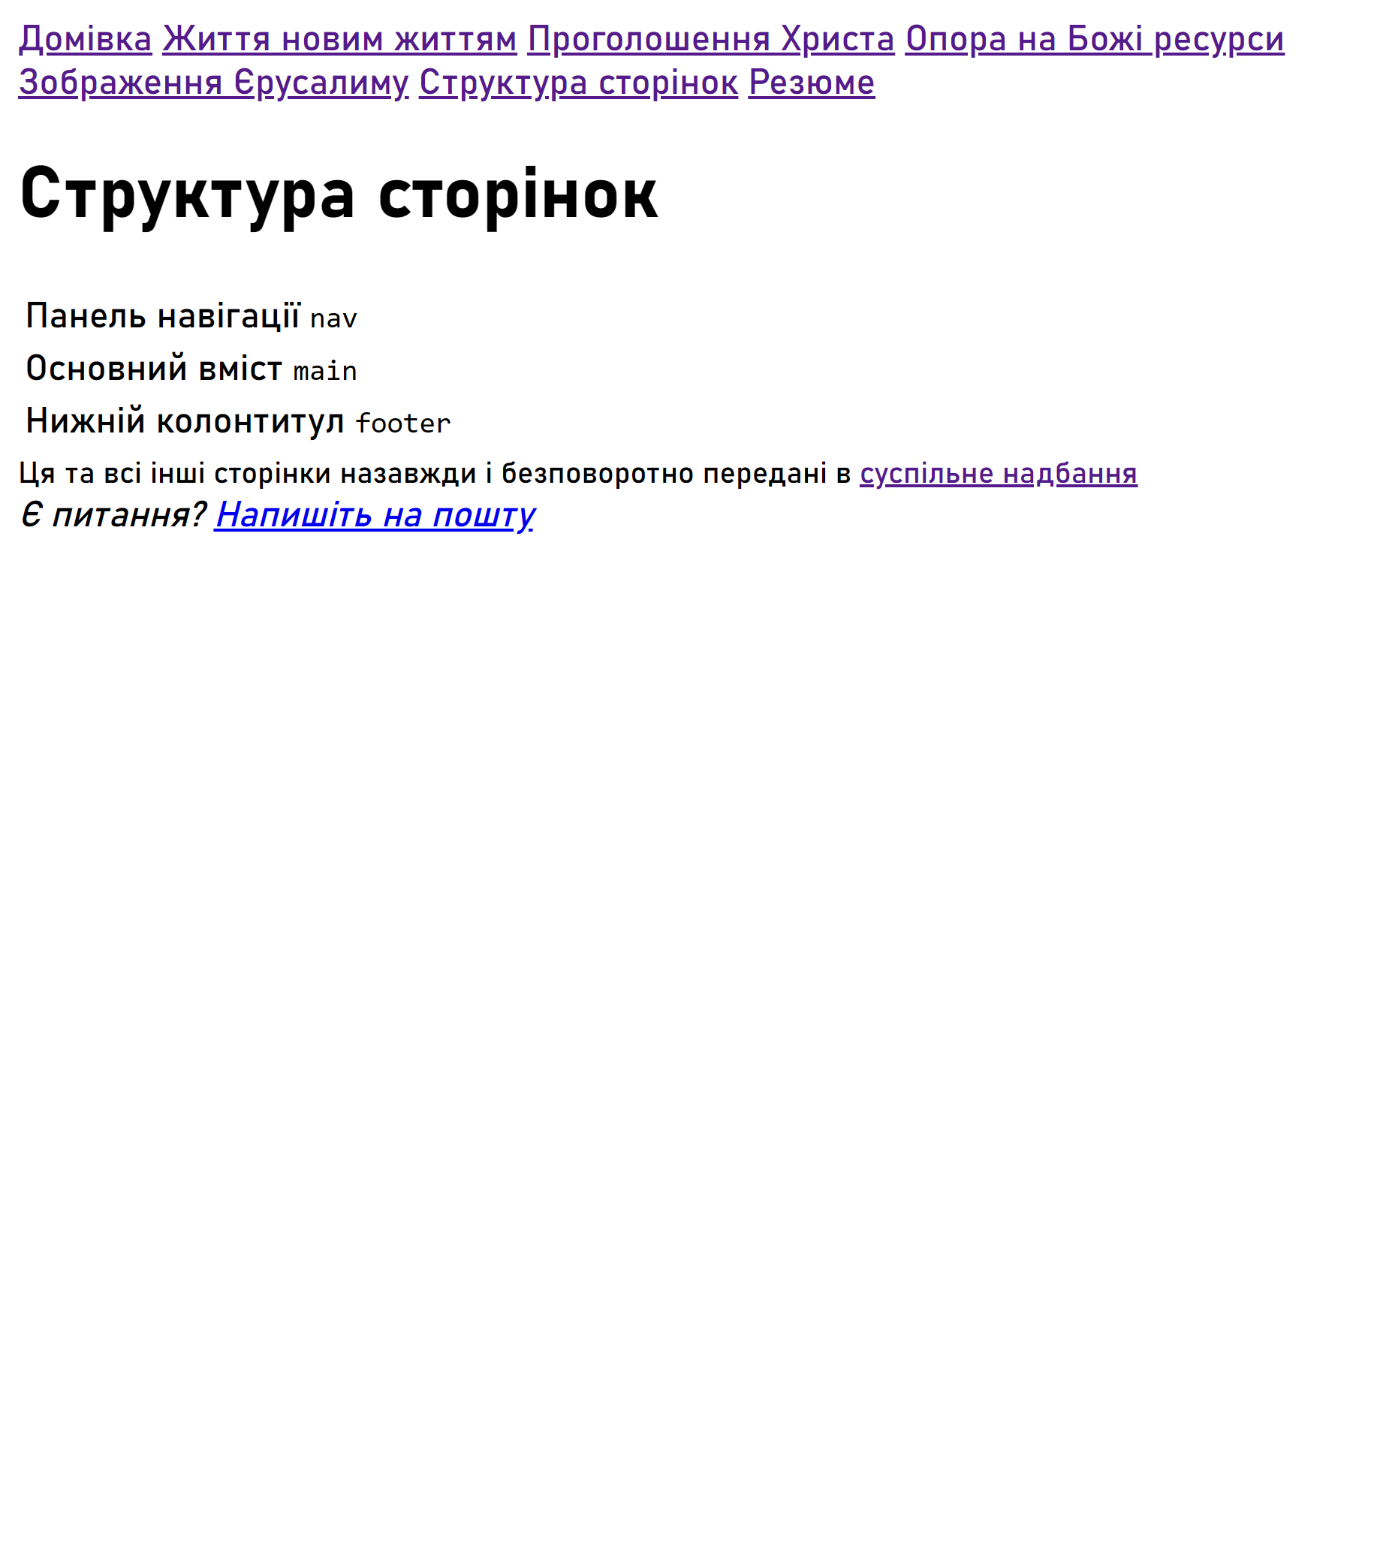 Домівка Життя новим життям Проголошення Христа Опора на Божі ресурси
Зображення Єрусалиму Структура сторінок Резюме
Структура сторінок
Панель навігації nav
Основний вміст main
Нижній колонтитул footer
Ця та всі інші сторінки назавжди і безповоротно передані в суспільне надбання
Є питання? Напишіть на пошту